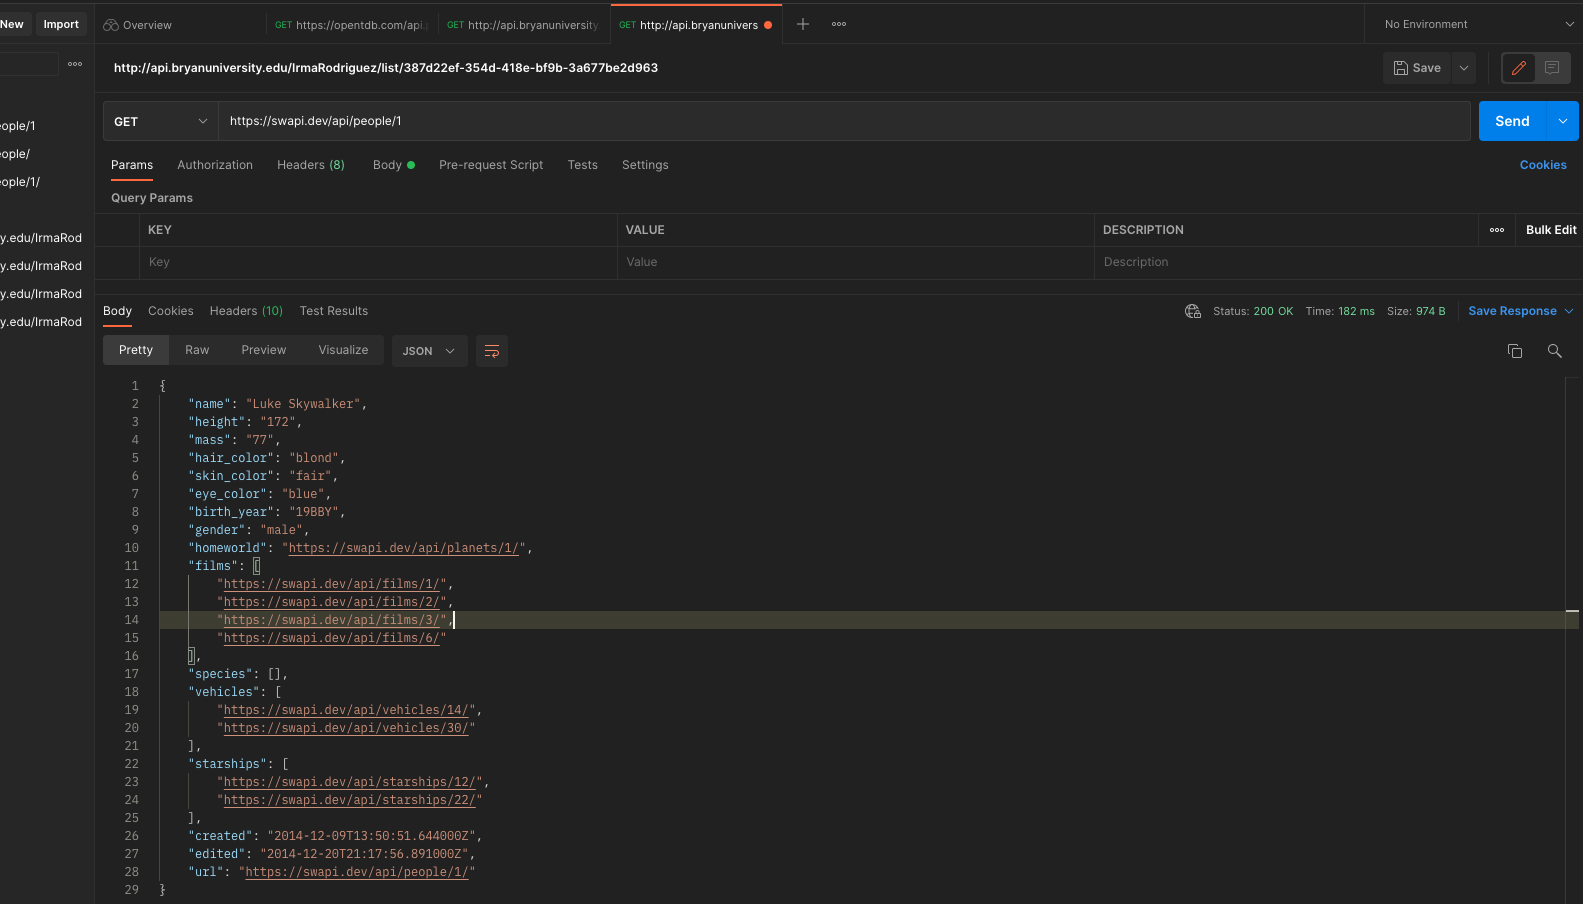 New Import Overview GET https://opentdb.com/api. GET http://api.bryanuniversity GET http://api.bryanunivers No Environment
http://api.bryanuniversity.edu/IrmaRodriguez/list/387d22ef-354d-418e-bf9b-3a677be2d963 Save
GET https://swapi.dev/api/people/1 Send
eople/1
eople/
eople/1/
y.edu/IrmaRod
y.edu/IrmaRod
y.edu/IrmaRod
y.edu/IrmaRod
Params Authorization Headers (8) Body Pre-request Script Tests Settings Cookies
Query Params
KEY VALUE DESCRIPTION Bulk Edit
Key Value Description
Body Cookies Headers (10) Test Results Status: 200 OK Time: 182 ms Size: 974 B Save Response
Pretty Raw Preview Visualize JSON
1 {
2 "name": "Luke Skywalker",
3 "height": "172",
4 "mass": "77",
5 "hair_color": "blond",
6 "skin_color": "fair",
7 "eye_color": "blue",
8 "birth_year": "19BBY",
9 "gender": "male",
10 "homeworld": "https://swapi.dev/api/planets/1/",
11 "films": [
12 "https://swapi.dev/api/films/1/",
13 "https://swapi.dev/api/films/2/",
14 "https://swapi.dev/api/films/3/",
15 "https://swapi.dev/api/films/6/"
16 ],
17 "species": [],
18 "vehicles": [
19 "https://swapi.dev/api/vehicles/14/",
20 "https://swapi.dev/api/vehicles/30/"
21 ],
22 "starships": [
23 "https://swapi.dev/api/starships/12/",
24 "https://swapi.dev/api/starships/22/"
25 ],
26 "created": "2014-12-09T13:50:51.644000Z",
27 "edited": "2014-12-20T21:17:56.891000Z",
28 "url": "https://swapi.dev/api/people/1/"
29 }